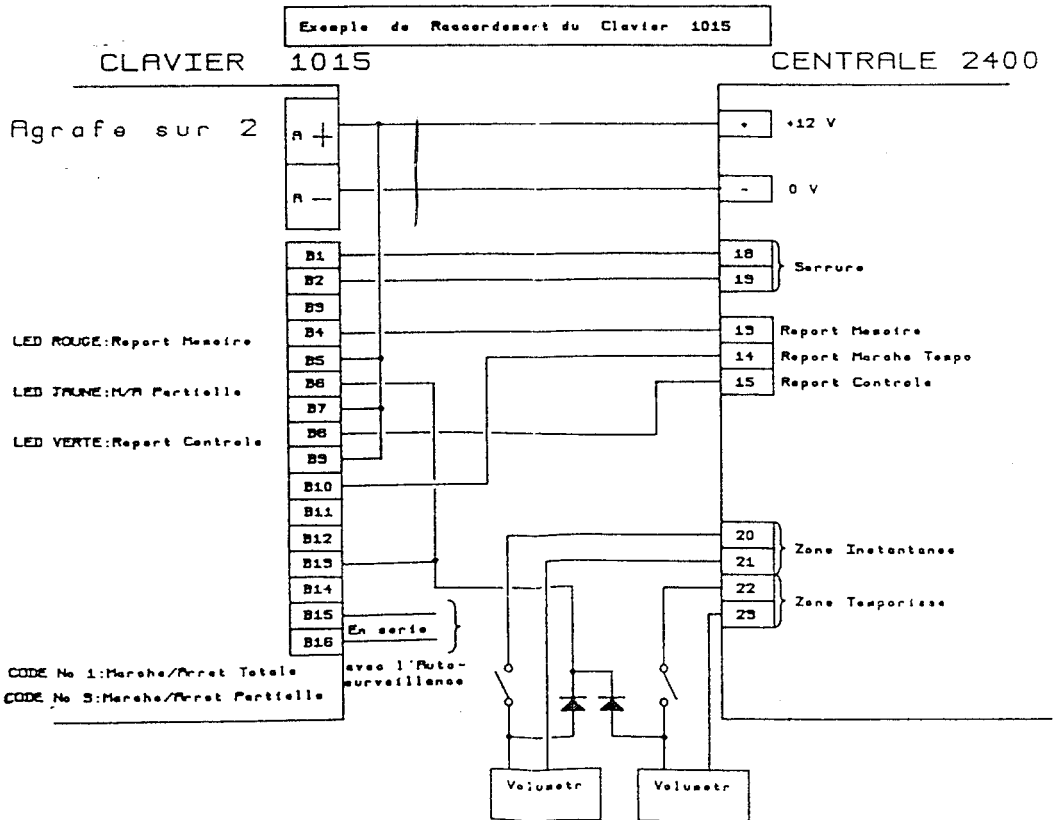 Exemple de Raccordement du Clavier 1015
CLAVIER 1015
CENTRALE 2400
Agrafe sur 2
A +
A -
+
+12 V
-
0 V
B1
B2
B3
B4
B5
B6
B7
B8
B9
B10
B11
B12
B13
B14
B15
B16
LED ROUGE:Report Memoire
LED JAUNE:M/A Partielle
LED VERTE:Report Controle
En serie
avec l'Auto-
surveillance
CODE No 1:Marche/Arret Totale
CODE No 3:Marche/Arret Partielle
18
19
Serrure
13
Report Memoire
14
Report Marche Tempo
15
Report Controle
20
21
Zone Instantanee
22
23
Zone Temporisee
Volumetr
Volumetr